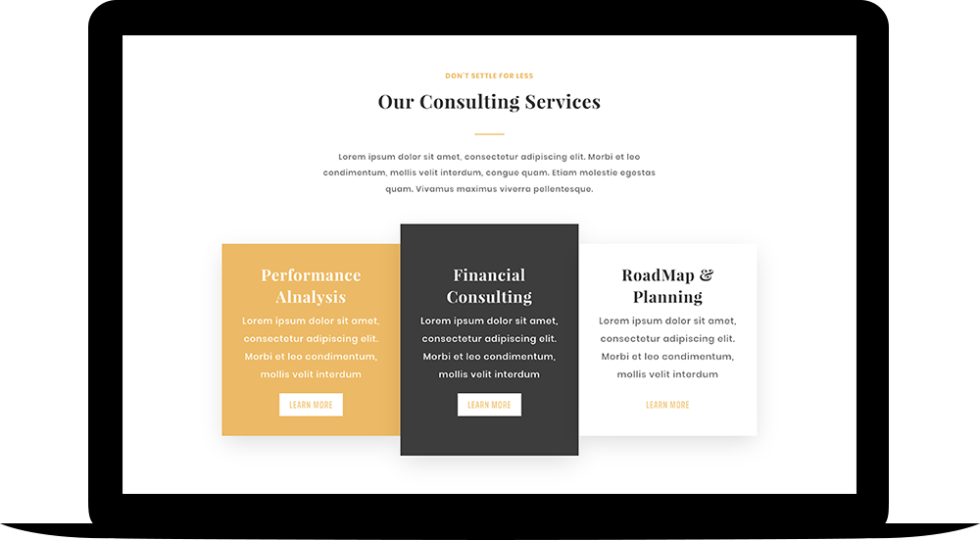 DON'T SETTLE FOR LESS
Our Consulting Services
Lorem ipsum dolor sit amet, consectetur adipiscing elit. Morbi et leo
condimentum, mollis velit interdum, congue quam. Etiam molestie egestas
quam. Vivamus maximus viverra pellentesque.
Performance
Alnalysis
Lorem ipsum dolor sit amet,
consectetur adipiscing elit.
Morbi et leo condimentum,
mollis velit interdum
LEARN MORE
Financial
Consulting
Lorem ipsum dolor sit amet,
consectetur adipiscing elit.
Morbi et leo condimentum,
mollis velit interdum
LEARN MORE
RoadMap &
Planning
Lorem ipsum dolor sit amet,
consectetur adipiscing elit.
Morbi et leo condimentum,
mollis velit interdum
LEARN MORE